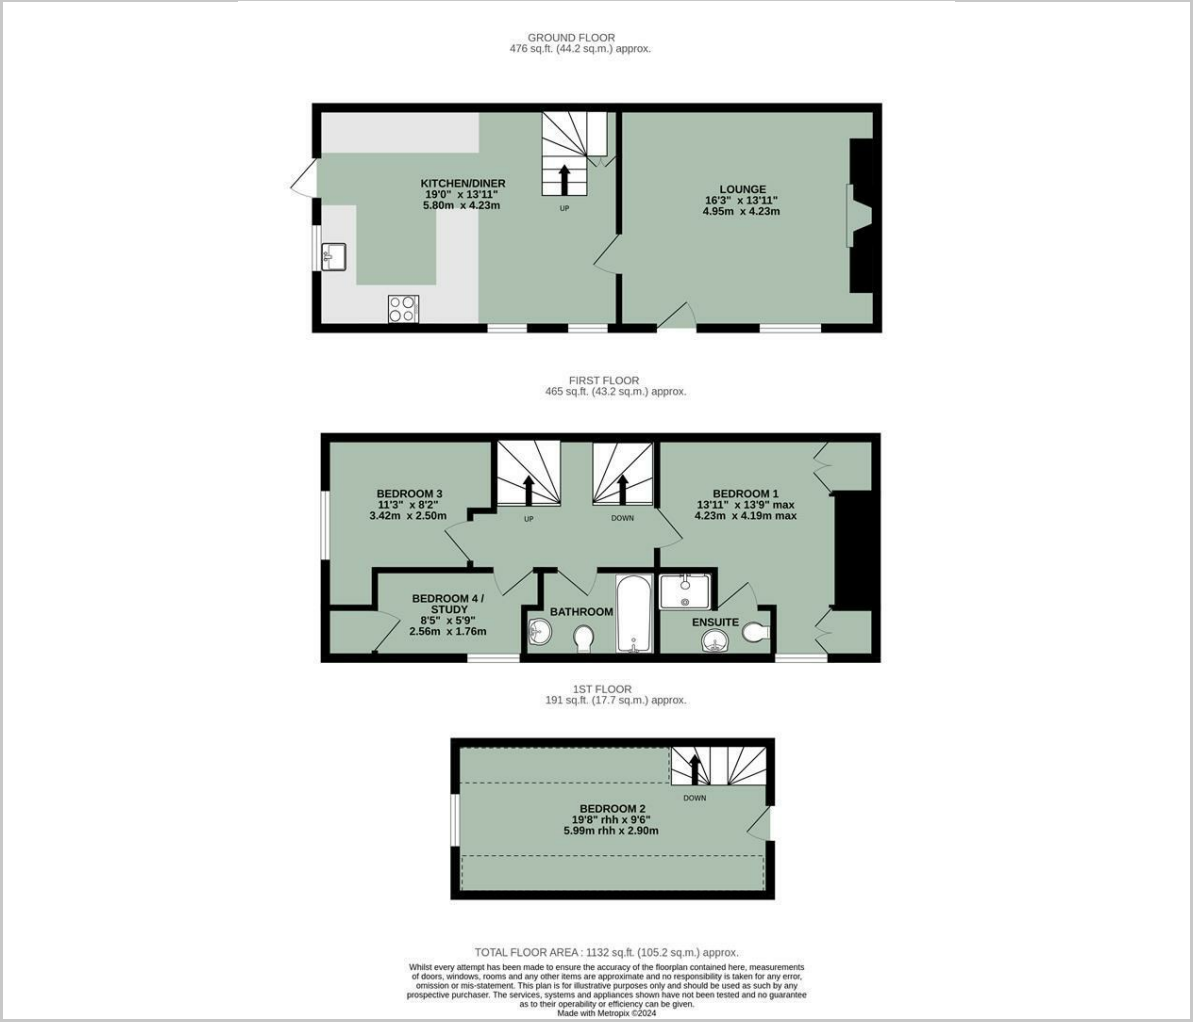 GROUND FLOOR
476 sq.ft. (44.2 sq.m.) approx.
KITCHEN/DINER
19'0" x 13'11"
5.80m x 4.23m
UP
LOUNGE
16'3" x 13'11"
4.95m x 4.23m
FIRST FLOOR
465 sq.ft. (43.2 sq.m.) approx.
BEDROOM 3
11'3" x 8'2"
3.42m x 2.50m
UP
DOWN
BEDROOM 1
13'11" x 13'9" max
4.23m x 4.19m max
BEDROOM 4 /
STUDY
8'5" x 5'9"
2.56m x 1.76m
BATHROOM
ENSUITE
1ST FLOOR
191 sq.ft. (17.7 sq.m.) approx.
DOWN
BEDROOM 2
19'8" rhh x 9'6"
5.99m rhh x 2.90m
TOTAL FLOOR AREA : 1132 sq.ft. (105.2 sq.m.) approx.
Whilst every attempt has been made to ensure the accuracy of the floorplan contained here, measurements
of doors, windows, rooms and any other items are approximate and no responsibility is taken for any error,
omission or mis-statement. This plan is for illustrative purposes only and should be used as such by any
prospective purchaser. The services, systems and appliances shown have not been tested and no guarantee
as to their operability or efficiency can be given.
Made with Metropix ©2024